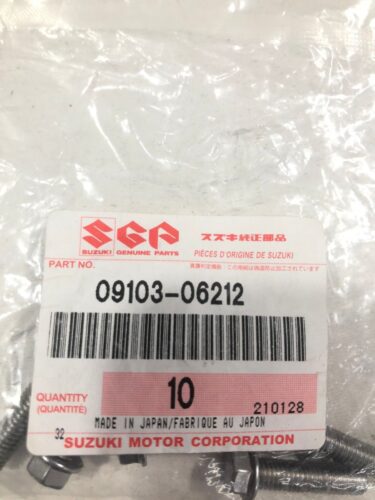 SGP スズキ純正部品
SUZUKI GENUINE PARTS PIÈCES D'ORIGINE DE SUZUKI
PART NO.
09103-06212
QUANTITY
(QUANTITÉ)
10
210128
MADE IN JAPAN/FABRIQUE AU JAPON
32
SUZUKI MOTOR CORPORATION